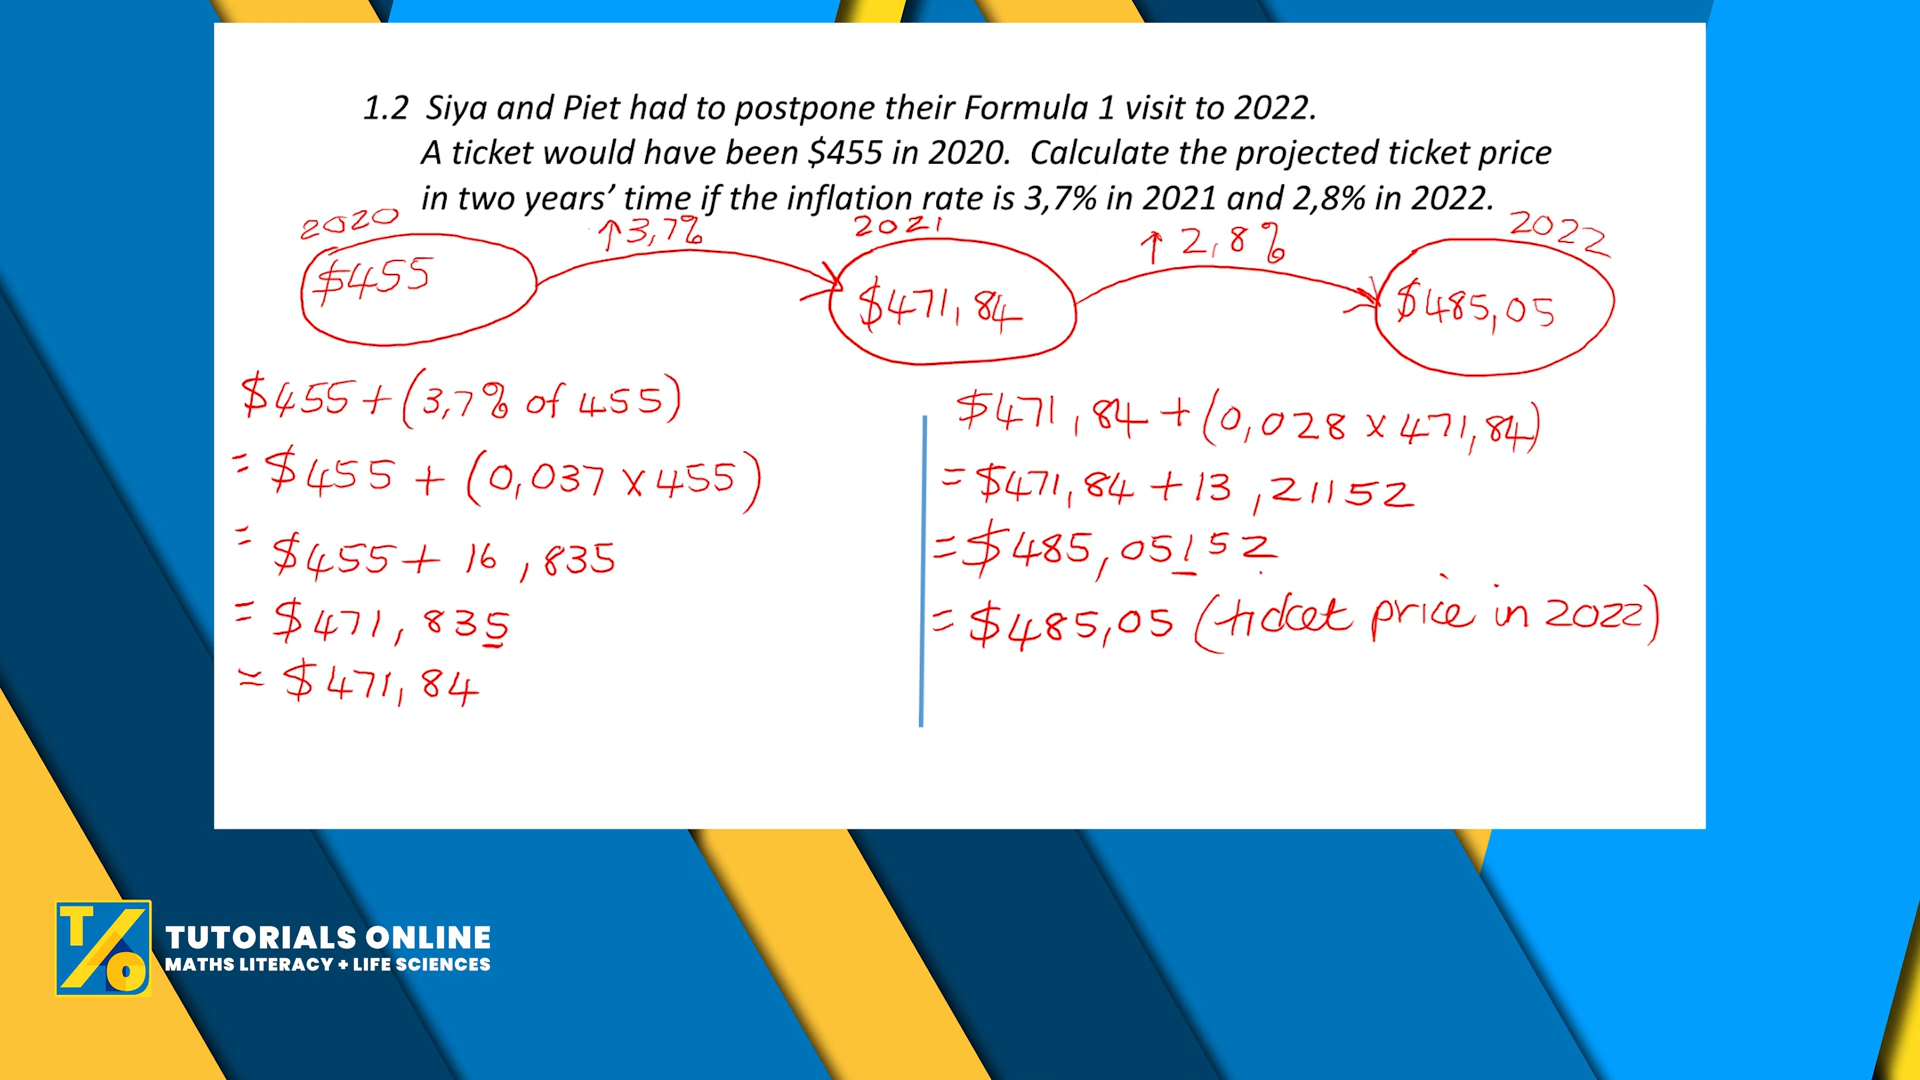 1.2 Siya and Piet had to postpone their Formula 1 visit to 2022.
A ticket would have been $455 in 2020. Calculate the projected ticket price
in two years’ time if the inflation rate is 3,7% in 2021 and 2,8% in 2022.
2020
↑3,7%
2021
↑2,8%
2022
$455
$471,84
$485,05
$455+(3,7% of 455)
=$455+(0,037×455)
=$455+16,835
=$471,835
≈$471,84
$471,84+(0,028×471,84)
=$471,84+13,21152
=$485,05152
=$485,05 (ticket price in 2022)
T/O
TUTORIALS ONLINE
MATHS LITERACY + LIFE SCIENCES